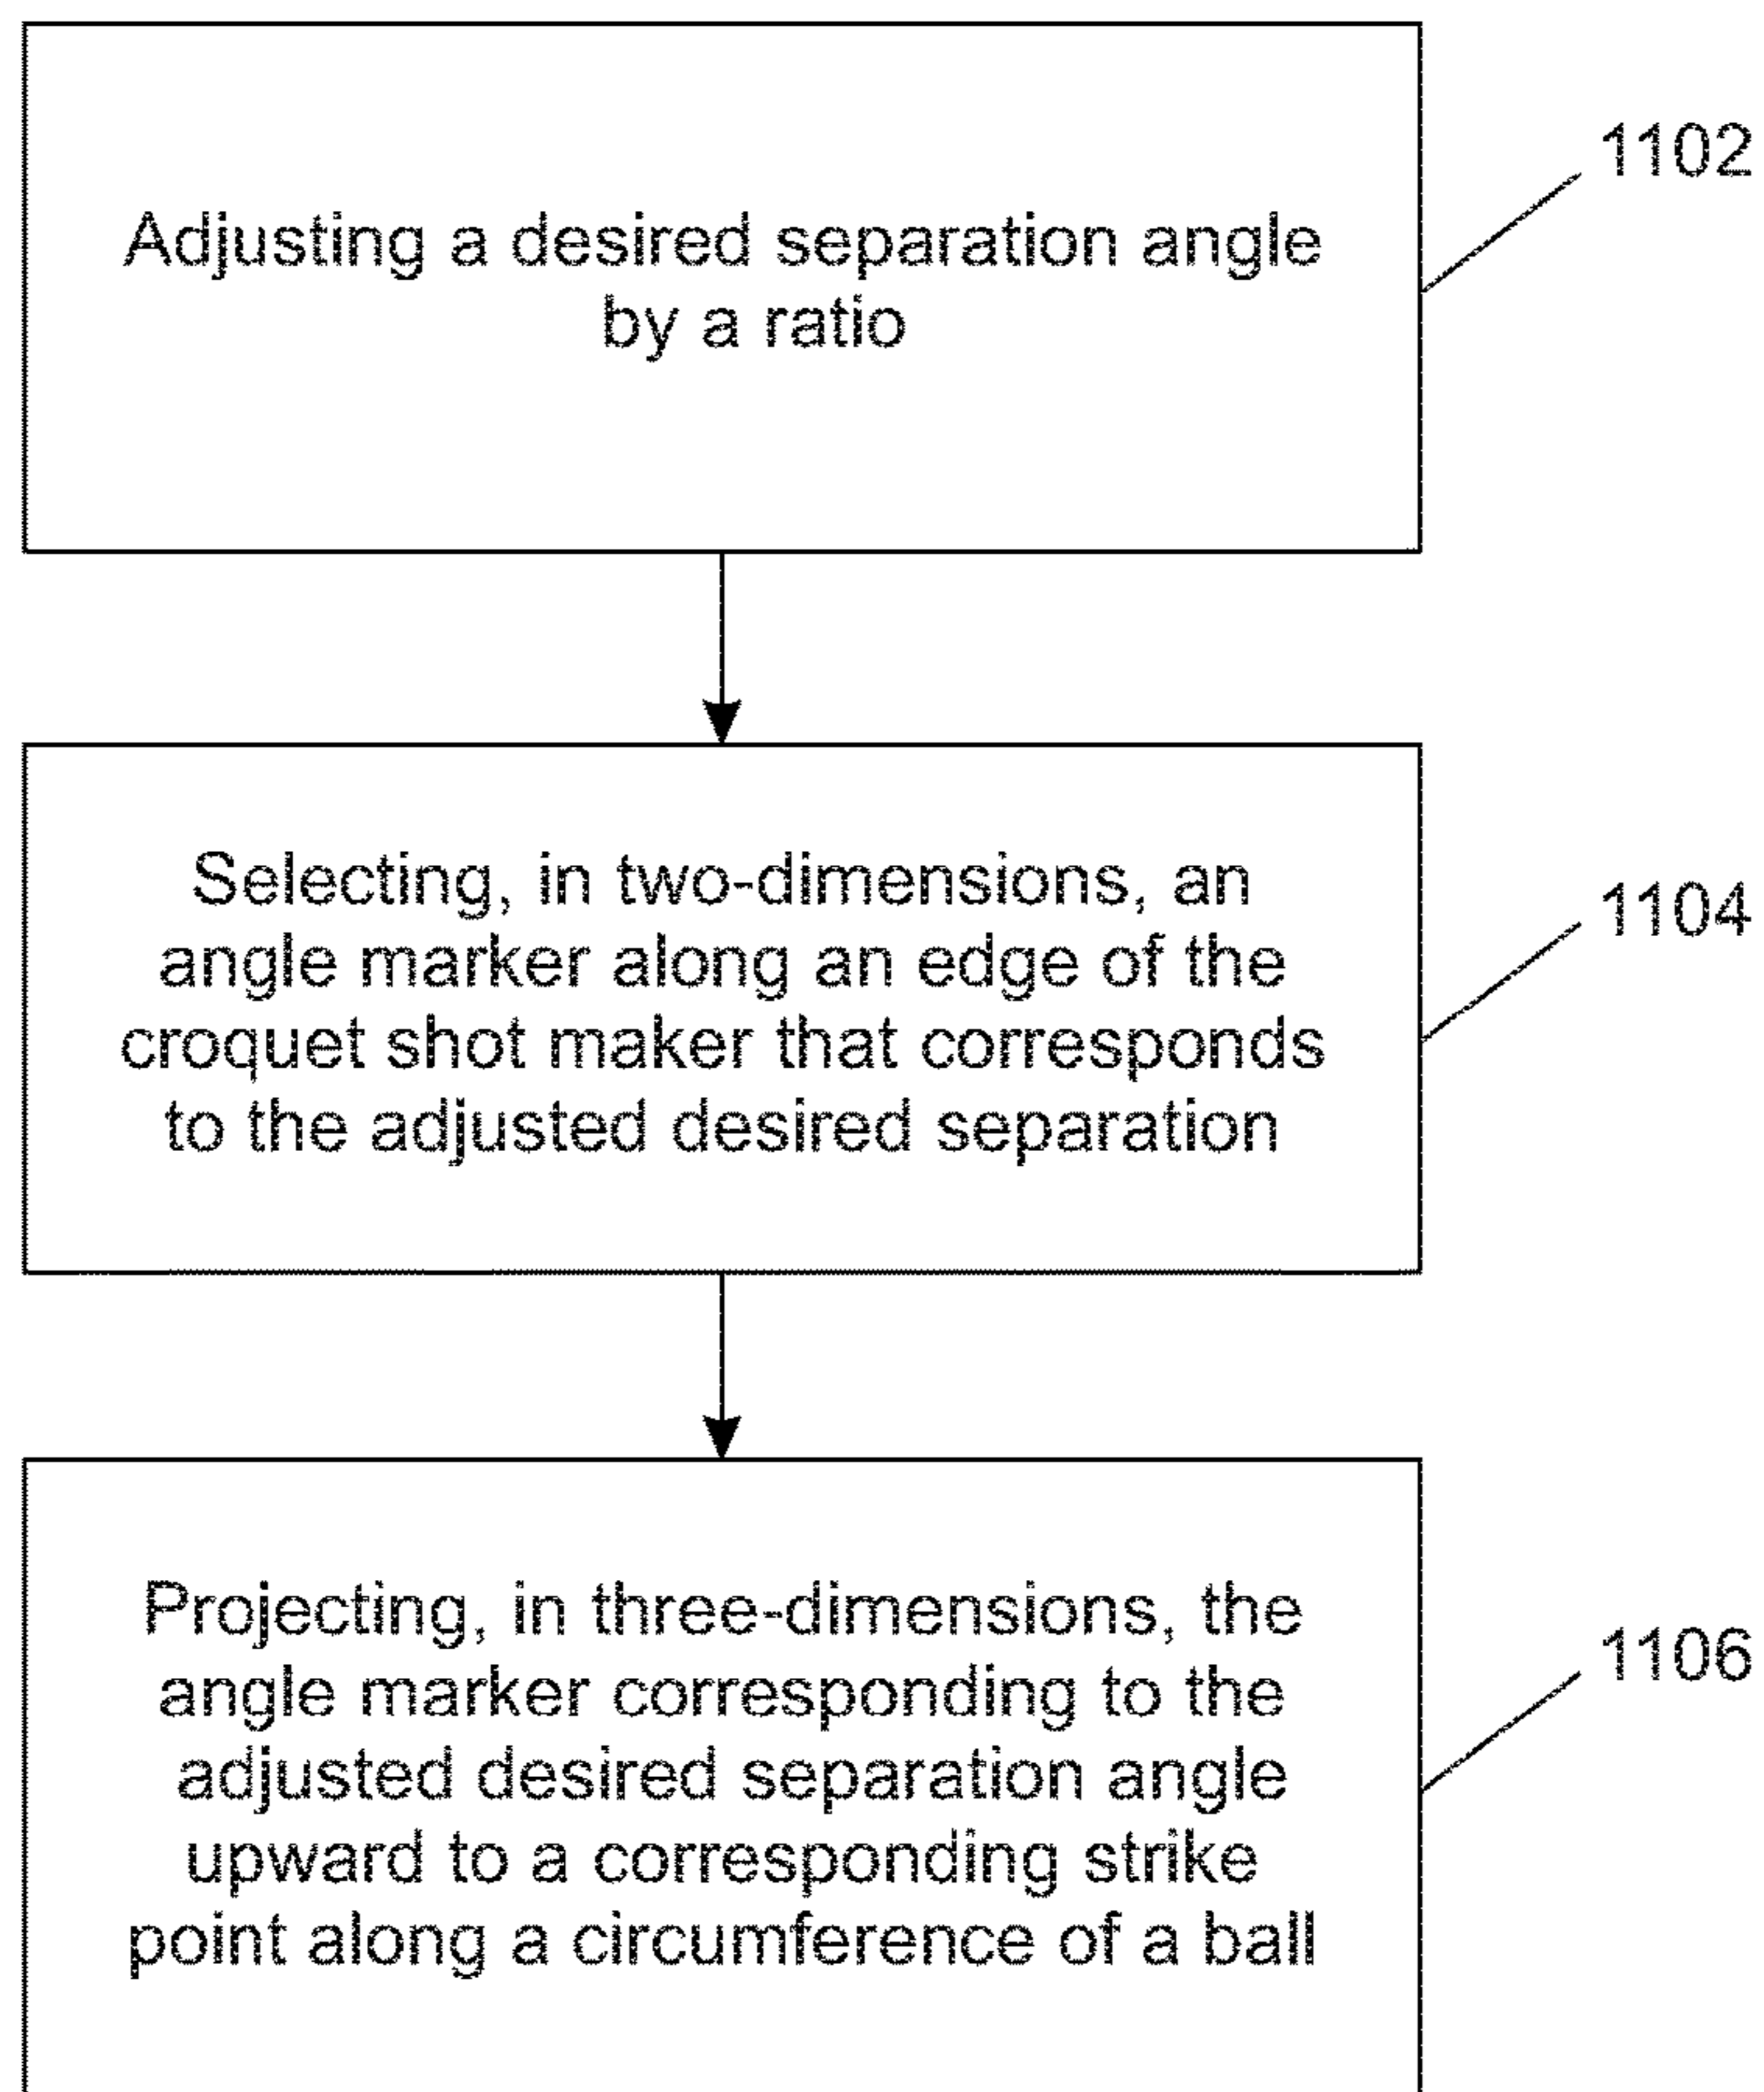 Adjusting a desired separation angle
by a ratio
1102
Selecting, in two-dimensions, an
angle marker along an edge of the
croquet shot maker that corresponds
to the adjusted desired separation
1104
Projecting, in three-dimensions, the
angle marker corresponding to the
adjusted desired separation angle
upward to a corresponding strike
point along a circumference of a ball
1106